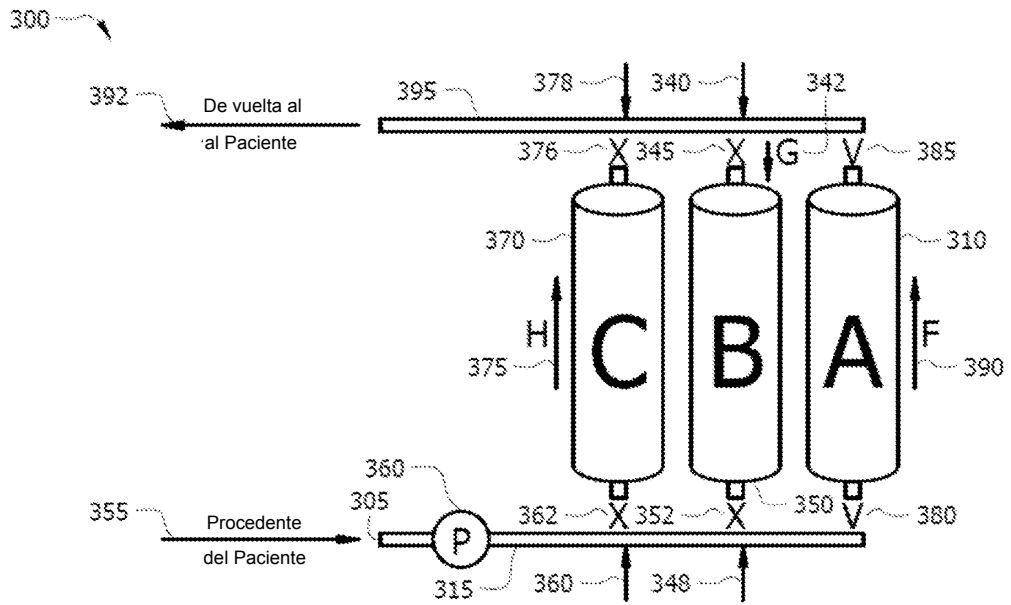 300
378
340
342
392
De vuelta al
.al Paciente
395
376
X
345
X
G
V
385
370
310
H
C
B
A
F
375
390
360
305
362
X
352
X
350
V
380
355
Procedente
del Paciente
P
315
360
348